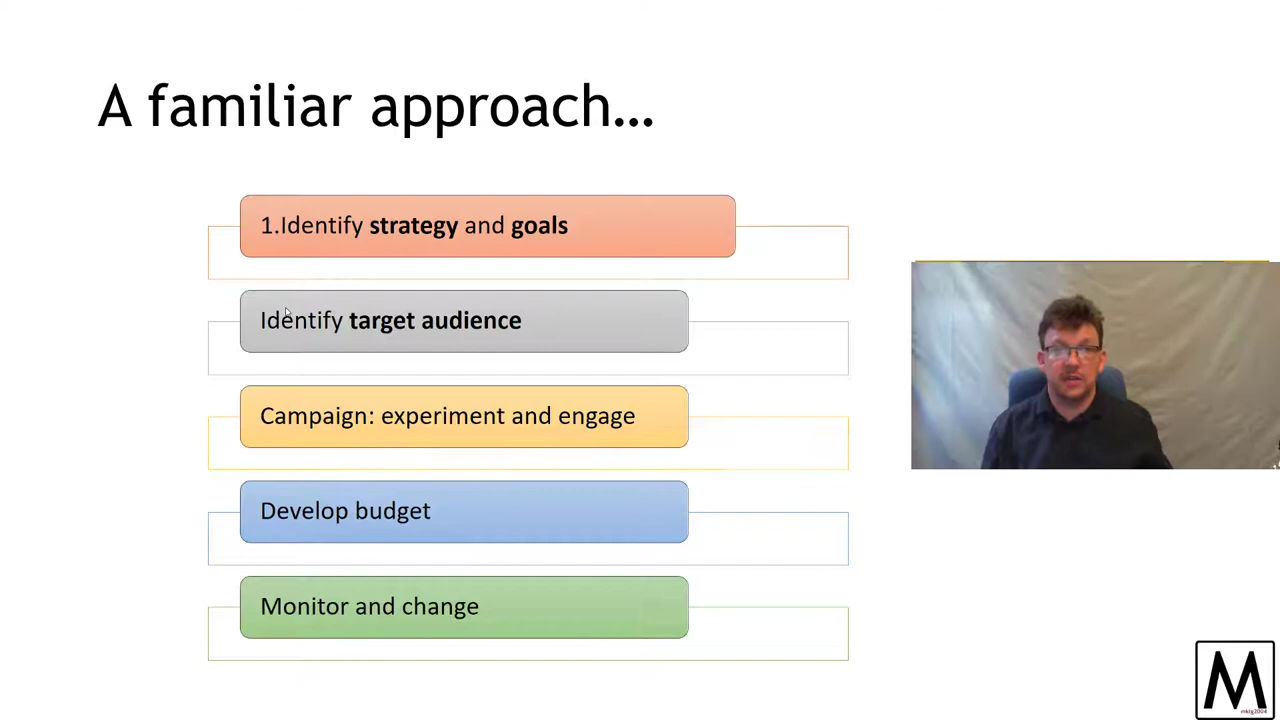 A familiar approach…
1.Identify strategy and goals
Identify target audience
Campaign: experiment and engage
Develop budget
Monitor and change
M
mktg2004